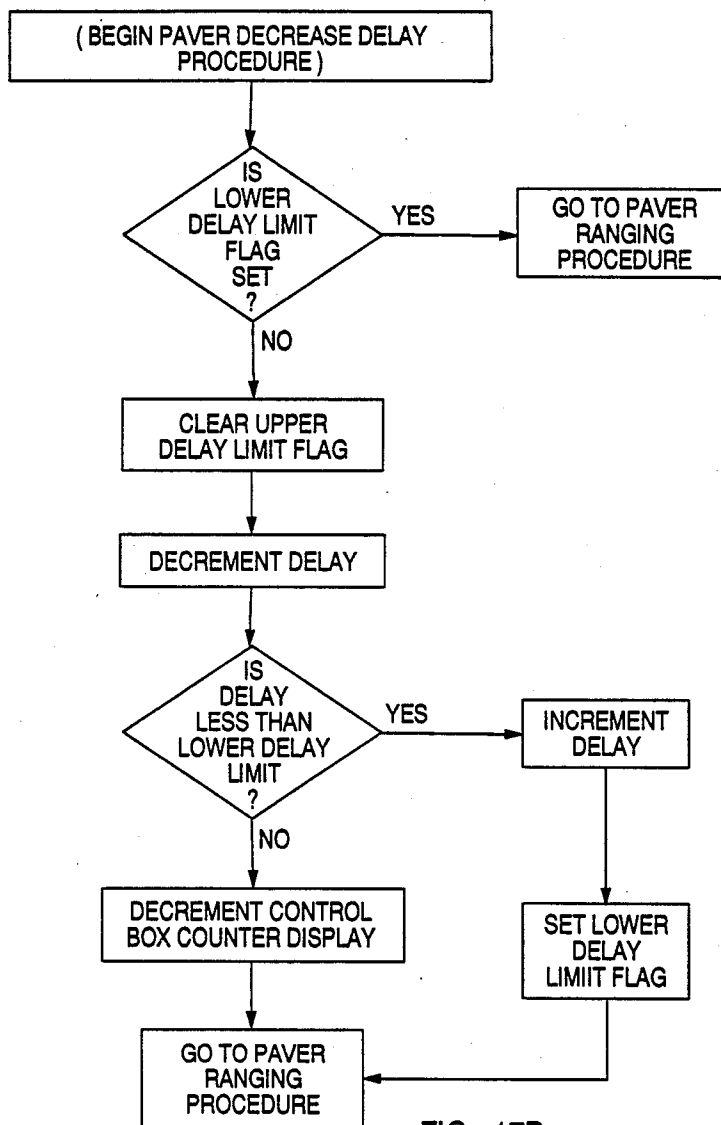 ( BEGIN PAVER DECREASE DELAY
PROCEDURE )
IS
LOWER
DELAY LIMIT
FLAG
SET
?
YES
GO TO PAVER
RANGING
PROCEDURE
NO
CLEAR UPPER
DELAY LIMIT FLAG
DECREMENT DELAY
IS
DELAY
LESS THAN
LOWER DELAY
LIMIT
?
YES
INCREMENT
DELAY
NO
DECREMENT CONTROL
BOX COUNTER DISPLAY
SET LOWER
DELAY
LIMIIT FLAG
GO TO PAVER
RANGING
PROCEDURE